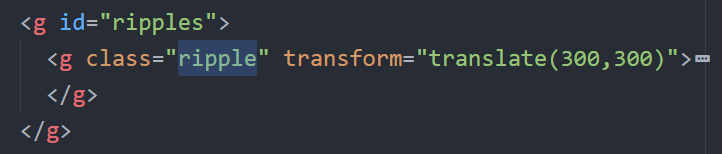 <g id="ripples">
<g class="ripple" transform="translate(300,300)">…
</g>
</g>